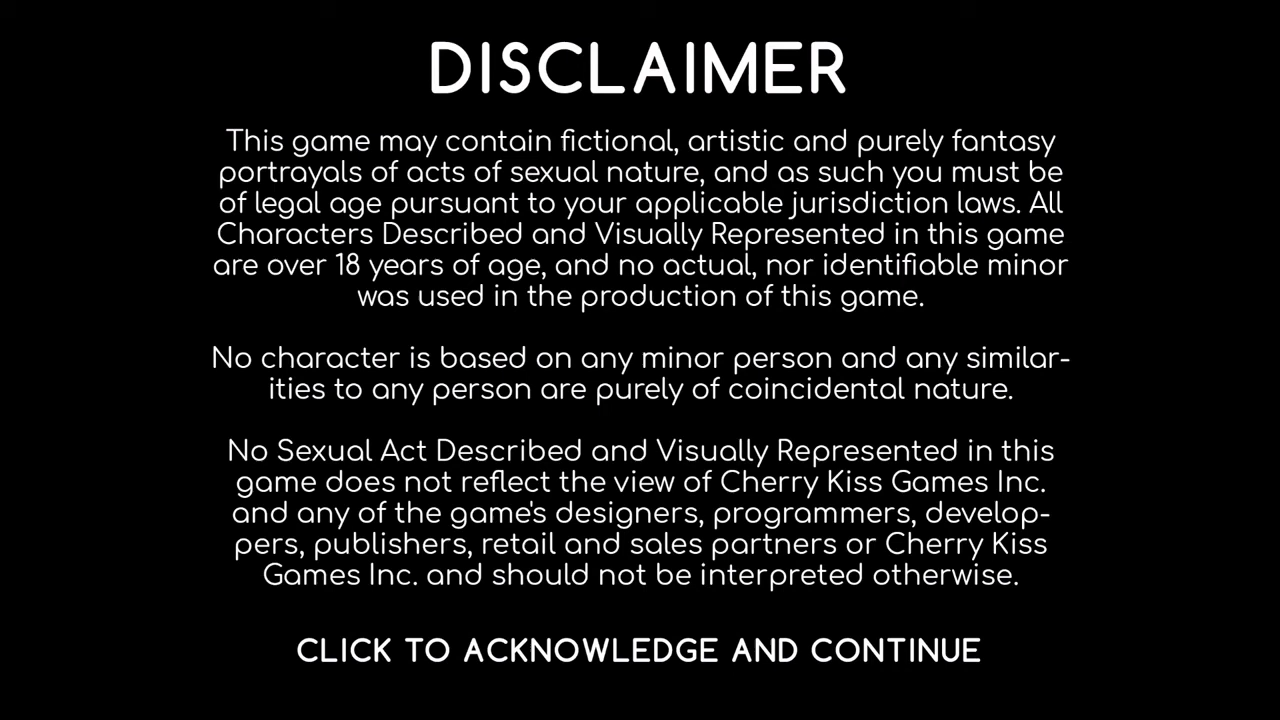 DISCLAIMER
This game may contain fictional, artistic and purely fantasy
portrayals of acts of sexual nature, and as such you must be
of legal age pursuant to your applicable jurisdiction laws. All
Characters Described and Visually Represented in this game
are over 18 years of age, and no actual, nor identifiable minor
was used in the production of this game.
No character is based on any minor person and any similar-
ities to any person are purely of coincidental nature.
No Sexual Act Described and Visually Represented in this
game does not reflect the view of Cherry Kiss Games Inc.
and any of the game's designers, programmers, develop-
pers, publishers, retail and sales partners or Cherry Kiss
Games Inc. and should not be interpreted otherwise.
CLICK TO ACKNOWLEDGE AND CONTINUE